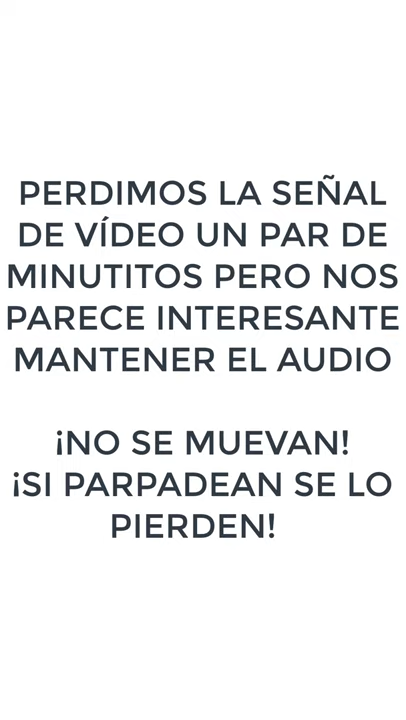 PERDIMOS LA SEÑAL
DE VÍDEO UN PAR DE
MINUTITOS PERO NOS
PARECE INTERESANTE
MANTENER EL AUDIO
¡NO SE MUEVAN!
¡SI PARPADEAN SE LO
PIERDEN!